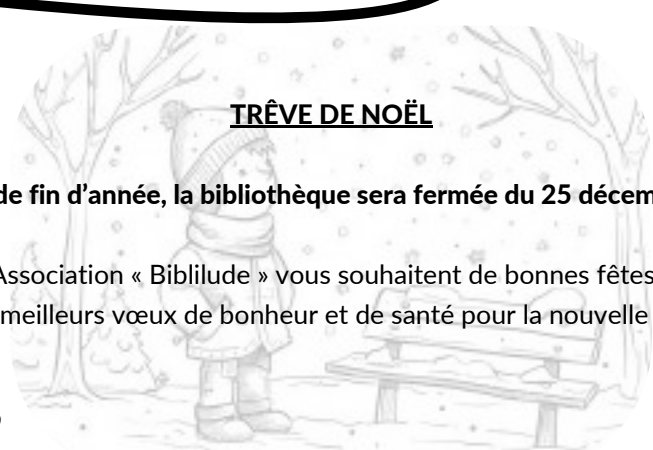 TRÊVE DE NOËL
de fin d’année, la bibliothèque sera fermée du 25 décem
Association « Biblilude » vous souhaitent de bonnes fêtes
meilleurs vœux de bonheur et de santé pour la nouvelle